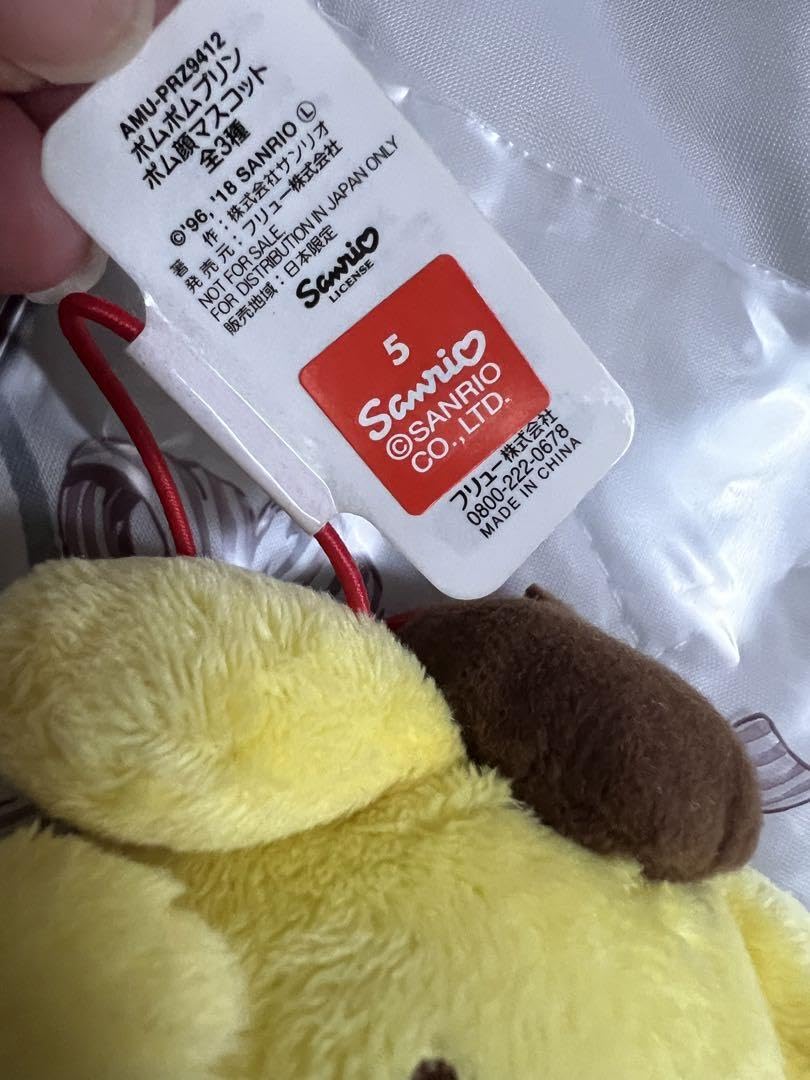 AMU-PRZ9412
ポムポムプリン
ポム顔マスコット
全3種
©'96, '18 SANRIO Ⓛ
著　作：株式会社サンリオ
発売元：フリュー株式会社
NOT FOR SALE
FOR DISTRIBUTION IN JAPAN ONLY
販売地域：日本限定
Sanrio
LICENSE
5
Sanrio
©SANRIO
CO.,LTD.
フリュー株式会社
0800-222-0678
MADE IN CHINA